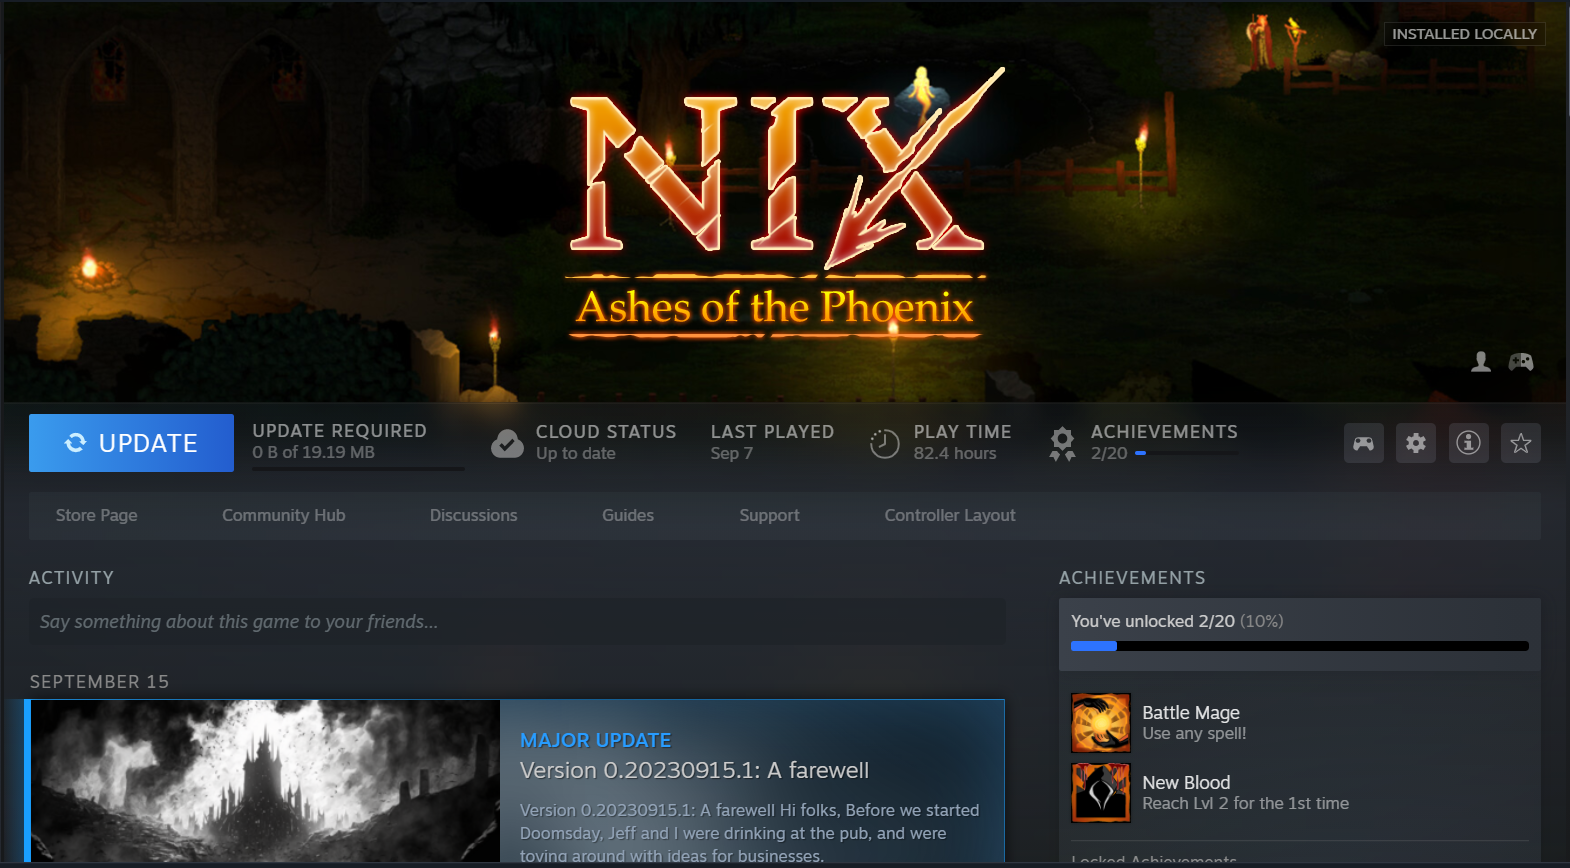 INSTALLED LOCALLY
NIX
Ashes of the Phoenix
UPDATE
UPDATE REQUIRED
0 B of 19.19 MB
CLOUD STATUS
Up to date
LAST PLAYED
Sep 7
PLAY TIME
82.4 hours
ACHIEVEMENTS
2/20
Store Page
Community Hub
Discussions
Guides
Support
Controller Layout
ACTIVITY
Say something about this game to your friends...
SEPTEMBER 15
MAJOR UPDATE
Version 0.20230915.1: A farewell
Version 0.20230915.1: A farewell Hi folks, Before we started
Doomsday, Jeff and I were drinking at the pub, and were
toying around with ideas for businesses.
ACHIEVEMENTS
You've unlocked 2/20 (10%)
Battle Mage
Use any spell!
New Blood
Reach Lvl 2 for the 1st time
Locked Achievements